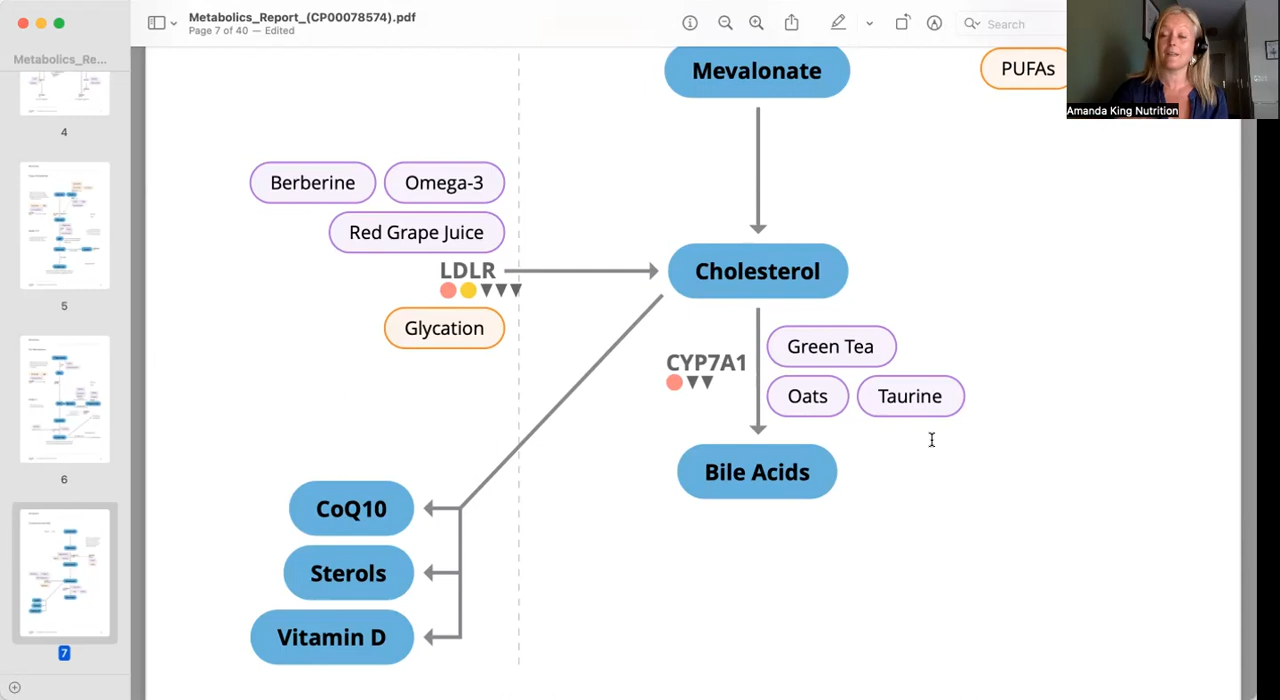 Metabolics_Report_(CP00078574).pdf
Page 7 of 40 — Edited
Search
Metabolics_Re...
4
5
6
7
Mevalonate
PUFAs
Amanda King Nutrition
Berberine
Omega-3
Red Grape Juice
LDLR
Cholesterol
Glycation
CYP7A1
Green Tea
Oats
Taurine
Bile Acids
CoQ10
Sterols
Vitamin D